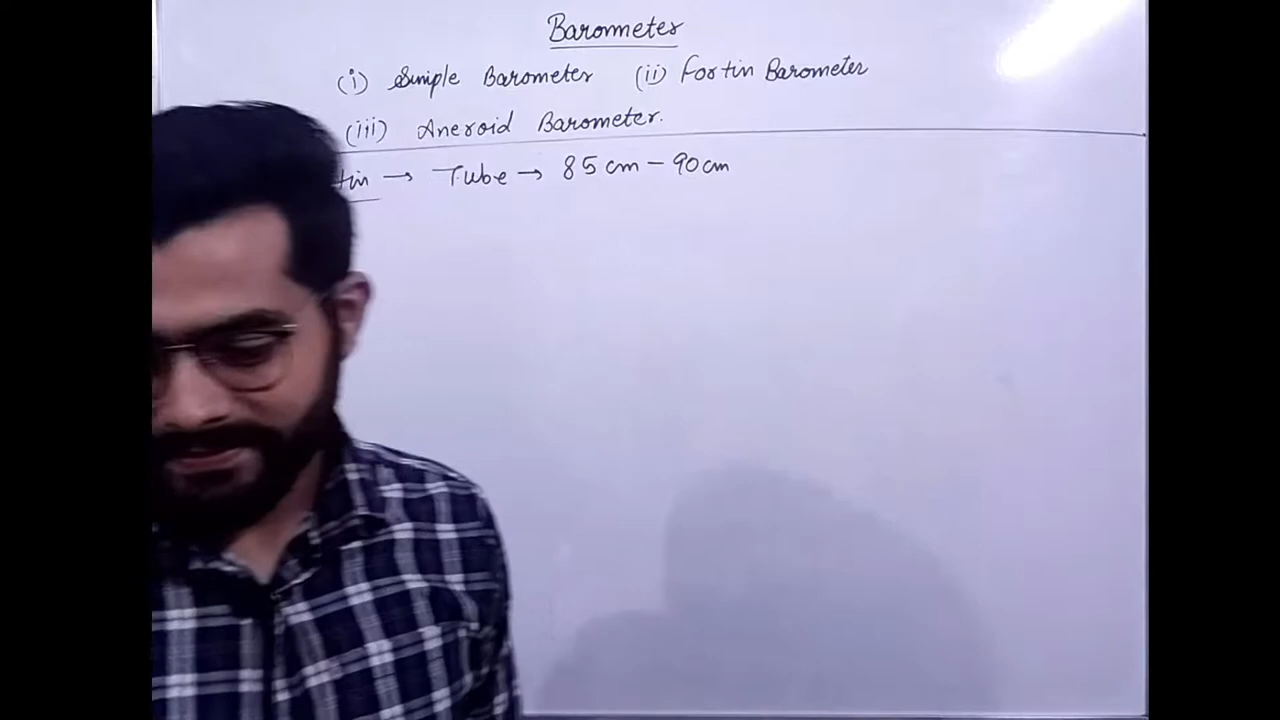 Barometer
(i) Simple Barometer (ii) Fortin Barometer
(iii) Aneroid Barometer.
tin → Tube → 85 cm - 90 cm